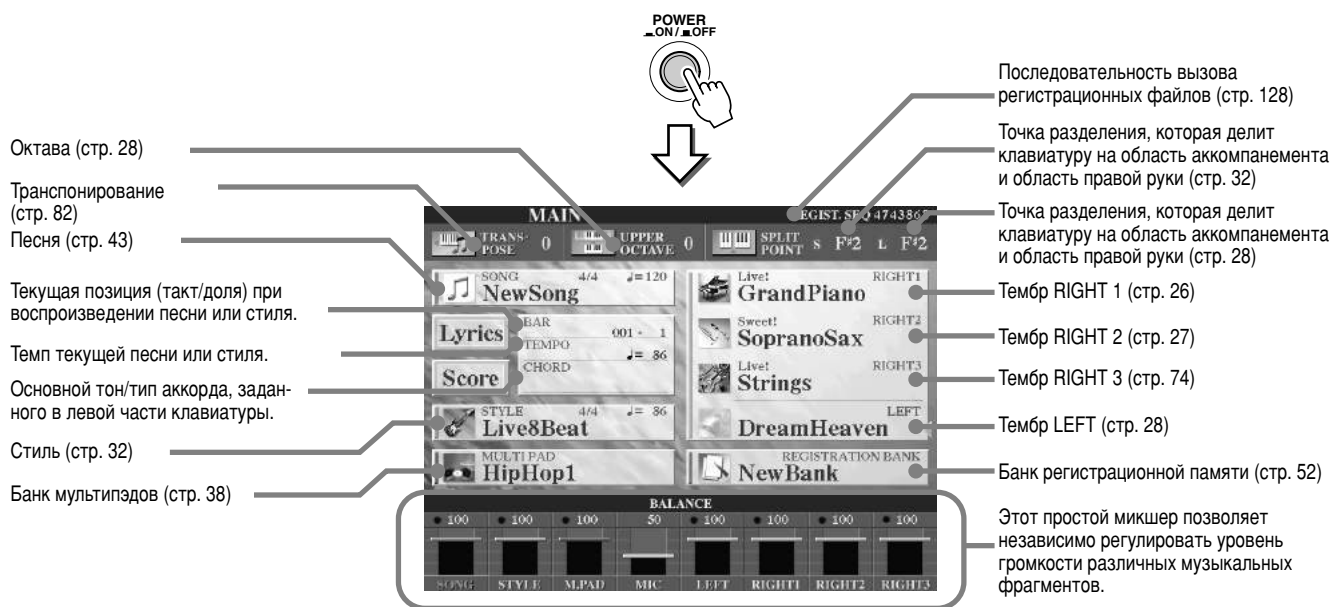 POWER
ON / OFF
Октава (стр. 28)
Транспонирование
(стр. 82)
Песня (стр. 43)
Текущая позиция (такт/доля) при
воспроизведении песни или стиля.
Темп текущей песни или стиля.
Основной тон/тип аккорда, задан-
ного в левой части клавиатуры.
Стиль (стр. 32)
Банк мультипэдов (стр. 38)
MAIN
EGIST. SEQ 474386
TRANS-
POSE
0
UPPER
OCTAVE
0
SPLIT
POINT
S F♯2 L F♯2
SONG 4/4 ♩=120
NewSong
Lyrics
BAR
001 - 1
TEMPO
♩= 86
Score
CHORD
STYLE 4/4 ♩= 86
Live8Beat
MULTI PAD
HipHop1
Live! RIGHT1
GrandPiano
Sweet! RIGHT2
SopranoSax
Live! RIGHT3
Strings
LEFT
DreamHeaven
REGISTRATION BANK
NewBank
BALANCE
100 100 100 50 100 100 100 100
SONG STYLE M.PAD MIC LEFT RIGHT1 RIGHT2 RIGHT3
Последовательность вызова
регистрационных файлов (стр. 128)
Точка разделения, которая делит
клавиатуру на область аккомпанемента
и область правой руки (стр. 32)
Точка разделения, которая делит
клавиатуру на область аккомпанемента
и область правой руки (стр. 28)
Тембр RIGHT 1 (стр. 26)
Тембр RIGHT 2 (стр. 27)
Тембр RIGHT 3 (стр. 74)
Тембр LEFT (стр. 28)
Банк регистрационной памяти (стр. 52)
Этот простой микшер позволяет
независимо регулировать уровень
громкости различных музыкальных
фрагментов.